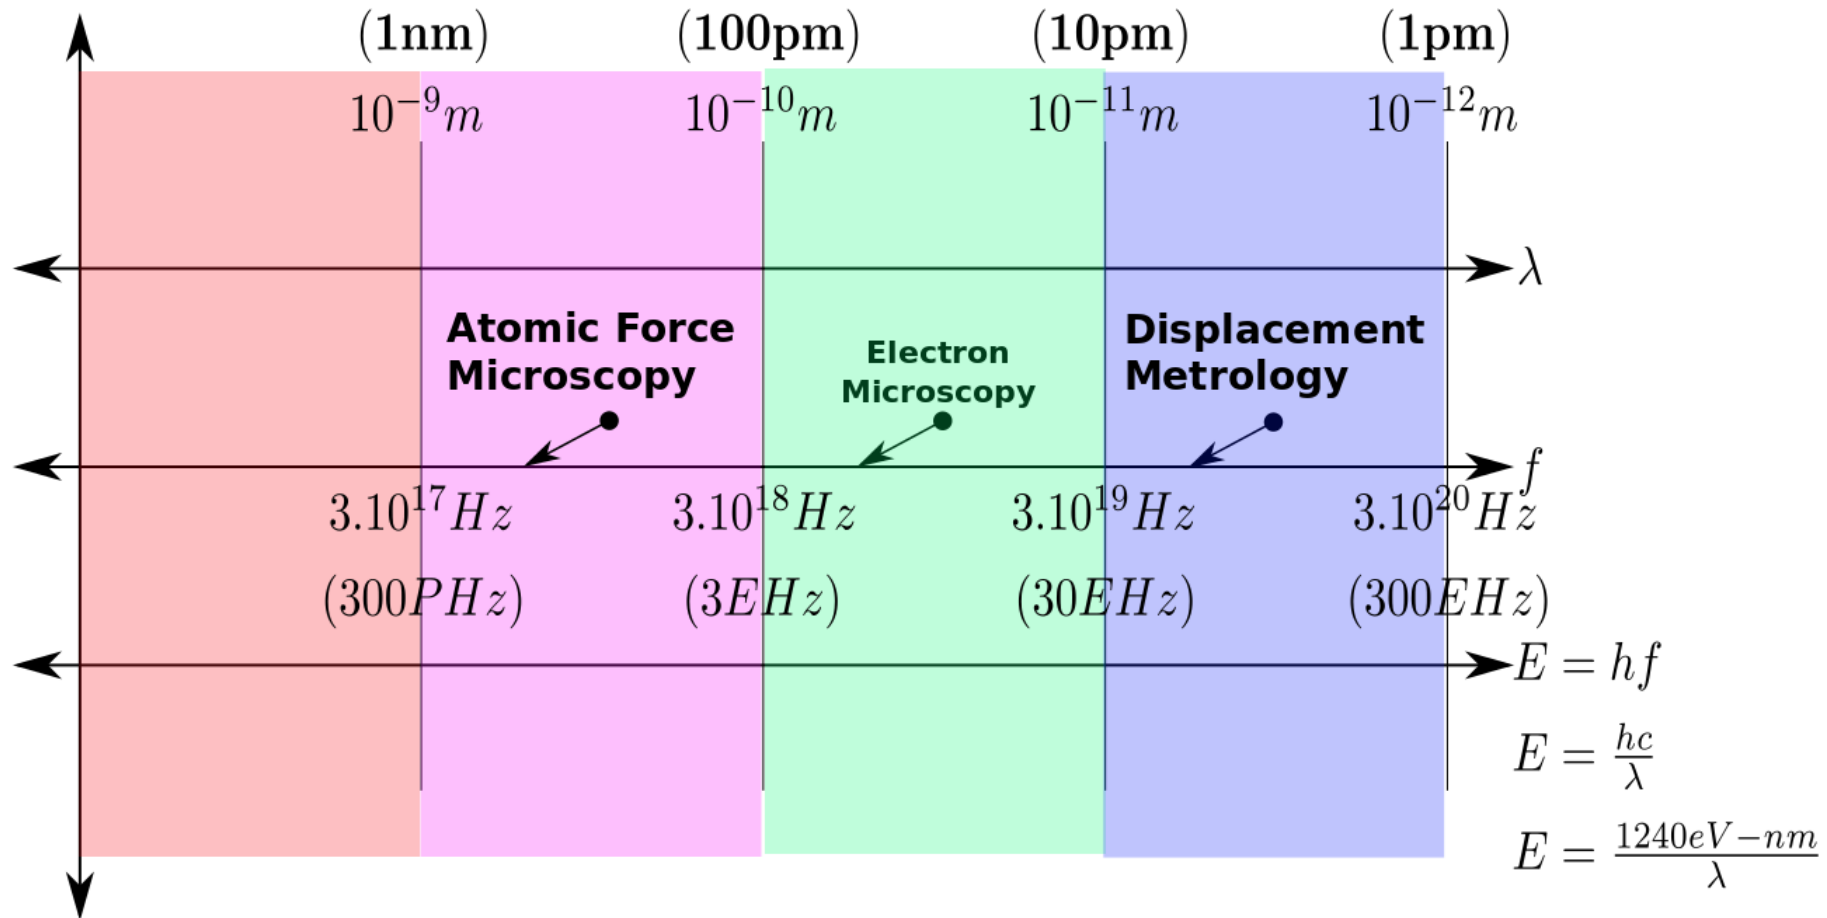 (1nm) (100pm) (10pm) (1pm)
10⁻⁹m 10⁻¹⁰m 10⁻¹¹m 10⁻¹²m
λ
Atomic Force
Microscopy
Electron
Microscopy
Displacement
Metrology
f
3.10¹⁷Hz 3.10¹⁸Hz 3.10¹⁹Hz 3.10²⁰Hz
(300PHz) (3EHz) (30EHz) (300EHz)
E = hf
E = hc/λ
E = 1240eV−nm/λ